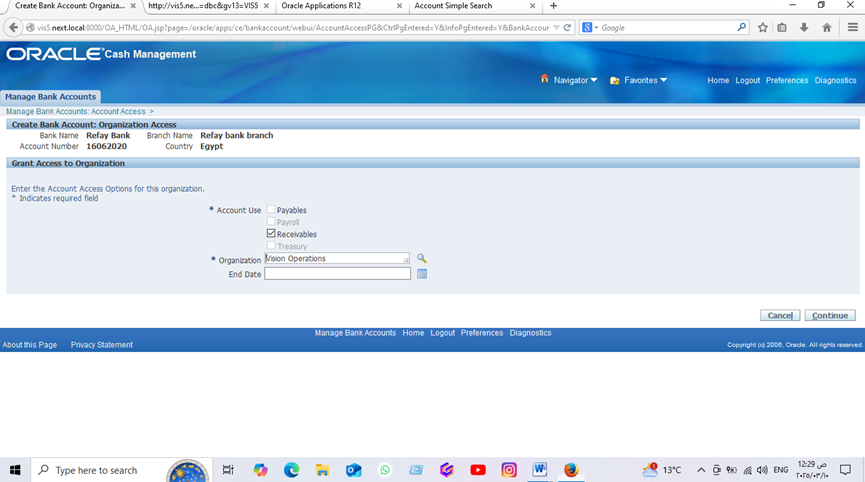 Create Bank Account: Organiza... × http://vis5.ne...=dbc&gv13=VIS5 × Oracle Applications R12 × Account Simple Search × +
vis5.next.local:8000/OA_HTML/OA.jsp?page=/oracle/apps/ce/bankaccount/webui/AccountAccessPG&CtrlPgEntered=Y&InfoPgEntered=Y&BankAccour Google
ORACLE Cash Management
Navigator Favorites Home Logout Preferences Diagnostics
Manage Bank Accounts
Manage Bank Accounts: Account Access >
Create Bank Account: Organization Access
Bank Name Refay Bank Branch Name Refay bank branch
Account Number 16062020 Country Egypt
Grant Access to Organization
Enter the Account Access Options for this organization.
* Indicates required field
* Account Use Payables
Payroll
Receivables
Treasury
* Organization Vision Operations
End Date
Cancel Continue
Manage Bank Accounts Home Logout Preferences Diagnostics
About this Page Privacy Statement Copyright (c) 2006, Oracle. All rights reserved.
Type here to search 13°C ENG 12:29 ص